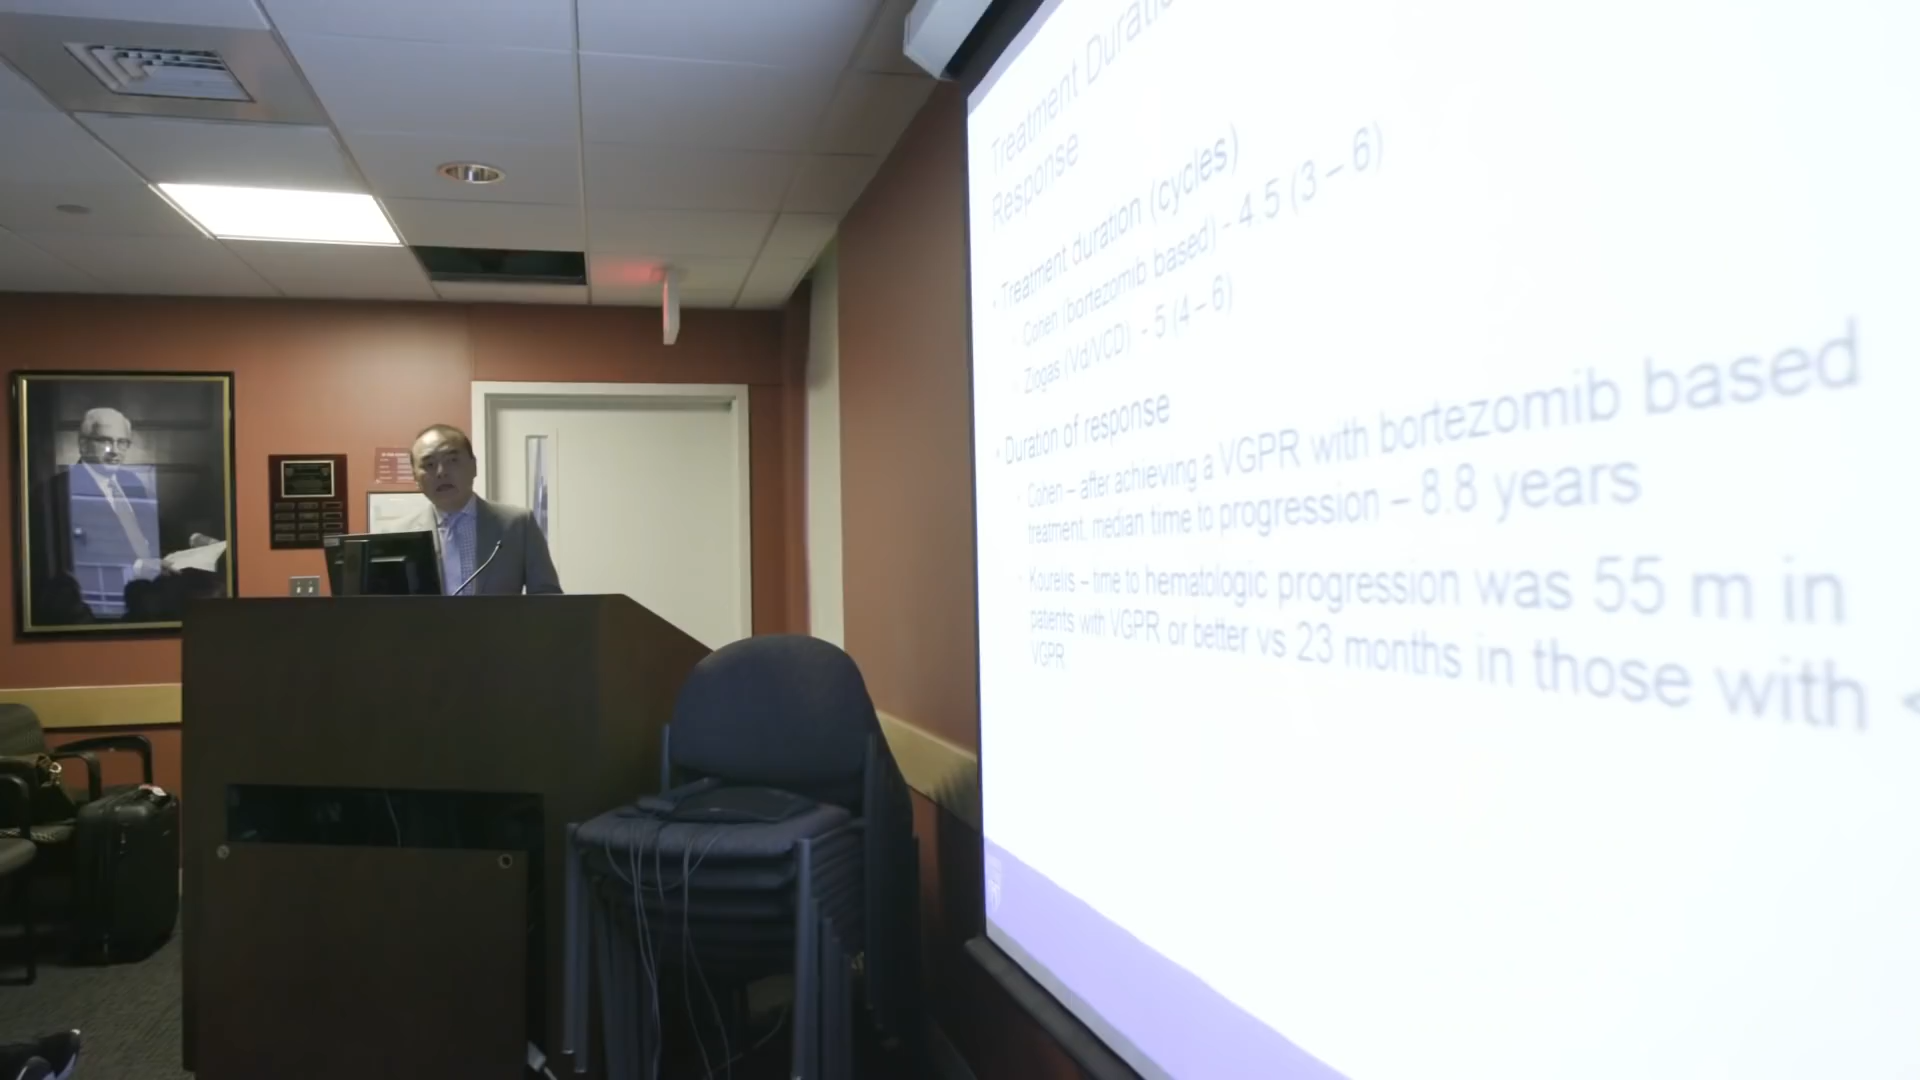 Treatment Duratio
Response
• Treatment duration (cycles)
Cohen (bortezomib based) - 4.5 (3 – 6)
Ziogas (Vd/VCD) - 5 (4 – 6)
• Duration of response
Cohen – after achieving a VGPR with bortezomib based
treatment, median time to progression – 8.8 years
Kourelis – time to hematologic progression was 55 m in
patients with VGPR or better vs 23 months in those with <
VGPR